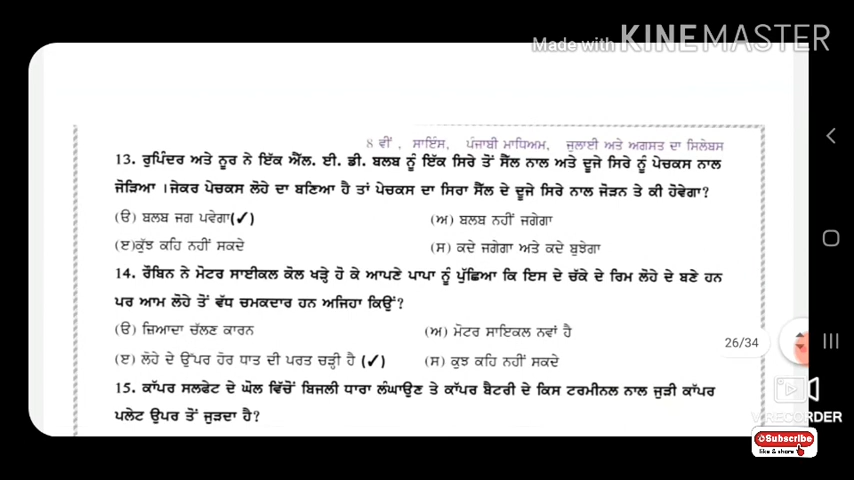 Made with KINEMASTER
8 ਵੀਂ , ਸਾਇੰਸ, ਪੰਜਾਬੀ ਮਾਧਿਅਮ, ਜੁਲਾਈ ਅਤੇ ਅਗਸਤ ਦਾ ਸਿਲੇਬਸ
13. ਰੁਪਿੰਦਰ ਅਤੇ ਨੂਰ ਨੇ ਇੱਕ ਐੱਲ. ਈ. ਡੀ. ਬਲਬ ਨੂੰ ਇੱਕ ਸਿਰੇ ਤੋਂ ਸੈੱਲ ਨਾਲ ਅਤੇ ਦੂਜੇ ਸਿਰੇ ਨੂੰ ਪੇਚਕਸ ਨਾਲ
ਜੋੜਿਆ । ਜੇਕਰ ਪੇਚਕਸ ਲੋਹੇ ਦਾ ਬਣਿਆ ਹੈ ਤਾਂ ਪੇਚਕਸ ਦਾ ਸਿਰਾ ਸੈੱਲ ਦੇ ਦੂਜੇ ਸਿਰੇ ਨਾਲ ਜੋੜਨ ਤੇ ਕੀ ਹੋਵੇਗਾ?
(ੳ) ਬਲਬ ਜਗ ਪਵੇਗਾ(✓) (ਅ) ਬਲਬ ਨਹੀਂ ਜਗੇਗਾ
(ੲ)ਕੁੱਝ ਕਹਿ ਨਹੀਂ ਸਕਦੇ (ਸ) ਕਦੇ ਜਗੇਗਾ ਅਤੇ ਕਦੇ ਬੁਝੇਗਾ
14. ਰੌਬਿਨ ਨੇ ਮੋਟਰ ਸਾਈਕਲ ਕੋਲ ਖੜ੍ਹੇ ਹੋ ਕੇ ਆਪਣੇ ਪਾਪਾ ਨੂੰ ਪੁੱਛਿਆ ਕਿ ਇਸ ਦੇ ਚੱਕੇ ਦੇ ਰਿਮ ਲੋਹੇ ਦੇ ਬਣੇ ਹਨ
ਪਰ ਆਮ ਲੋਹੇ ਤੋਂ ਵੱਧ ਚਮਕਦਾਰ ਹਨ ਅਜਿਹਾ ਕਿਉਂ?
(ੳ) ਜ਼ਿਆਦਾ ਚੱਲਣ ਕਾਰਨ (ਅ) ਮੋਟਰ ਸਾਇਕਲ ਨਵਾਂ ਹੈ
(ੲ) ਲੋਹੇ ਦੇ ਉੱਪਰ ਹੋਰ ਧਾਤ ਦੀ ਪਰਤ ਚੜ੍ਹੀ ਹੈ (✓) (ਸ) ਕੁਝ ਕਹਿ ਨਹੀਂ ਸਕਦੇ
26/34
15. ਕਾੱਪਰ ਸਲਫੇਟ ਦੇ ਘੋਲ ਵਿੱਚੋਂ ਬਿਜਲੀ ਧਾਰਾ ਲੰਘਾਉਣ ਤੇ ਕਾੱਪਰ ਬੈਟਰੀ ਦੇ ਕਿਸ ਟਰਮੀਨਲ ਨਾਲ ਜੁੜੀ ਕਾੱਪਰ
ਪਲੇਟ ਉਪਰ ਤੋਂ ਜੁੜਦਾ ਹੈ?
V RECORDER
Subscribe
like & share